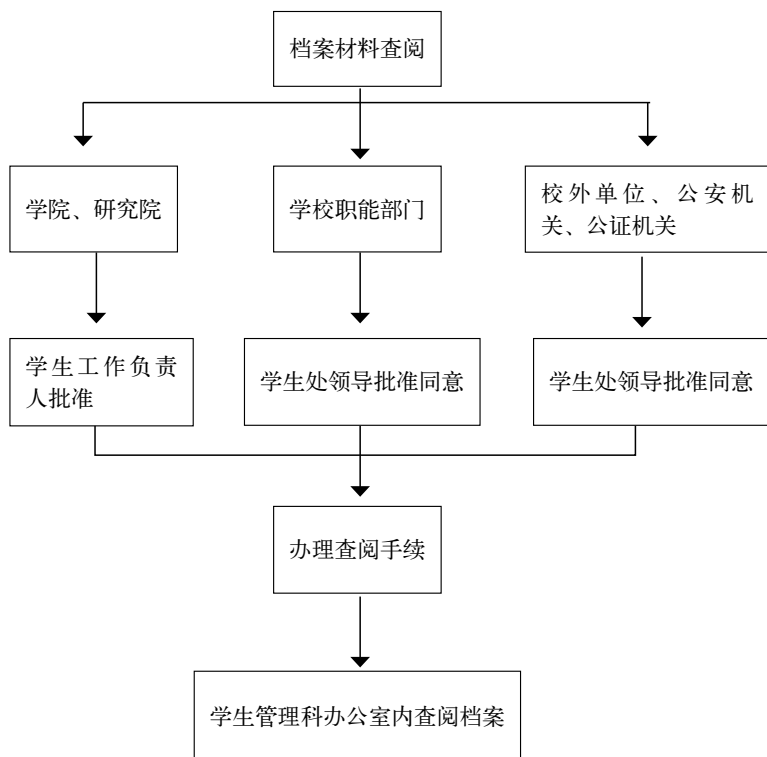 档案材料查阅
学院、研究院
学校职能部门
校外单位、公安机
关、公证机关
学生工作负责
人批准
学生处领导批准同意
学生处领导批准同意
办理查阅手续
学生管理科办公室内查阅档案